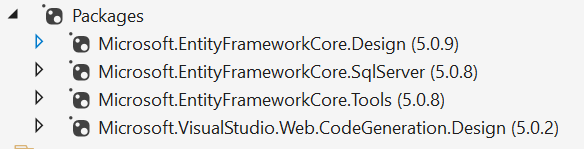 Packages
Microsoft.EntityFrameworkCore.Design (5.0.9)
Microsoft.EntityFrameworkCore.SqlServer (5.0.8)
Microsoft.EntityFrameworkCore.Tools (5.0.8)
Microsoft.VisualStudio.Web.CodeGeneration.Design (5.0.2)